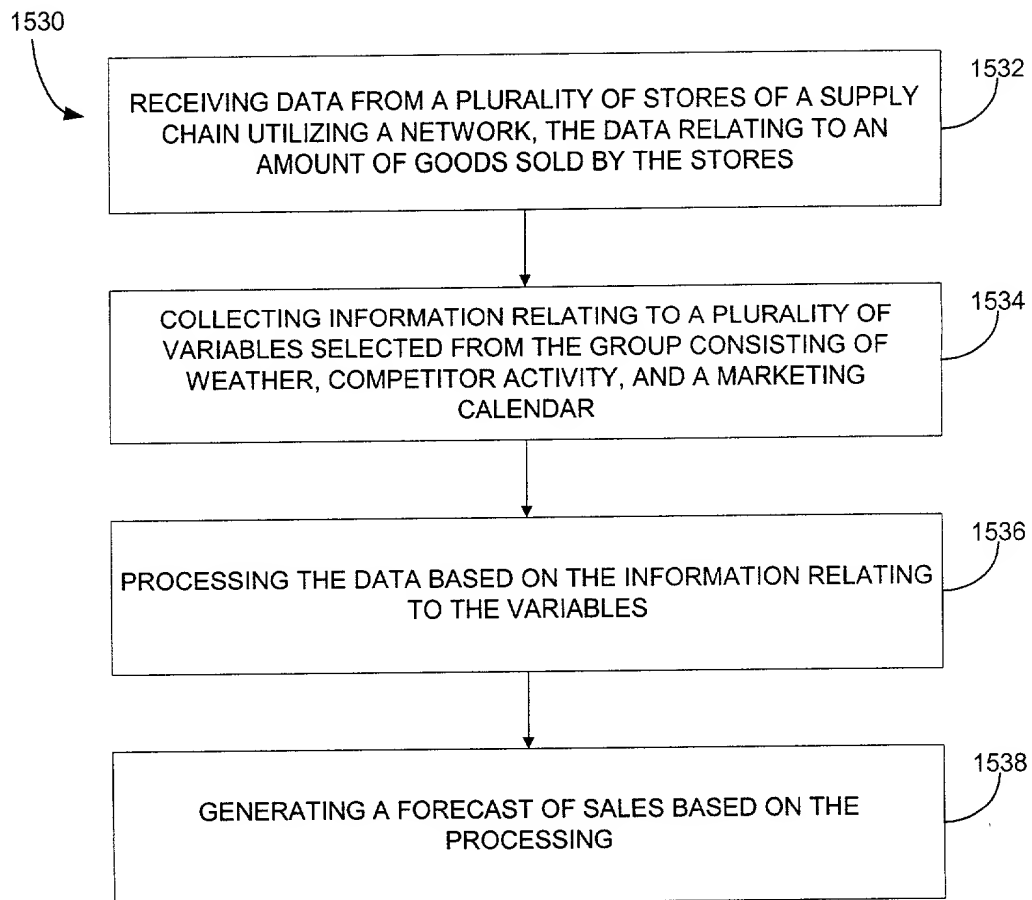 1530
1532
RECEIVING DATA FROM A PLURALITY OF STORES OF A SUPPLY
CHAIN UTILIZING A NETWORK, THE DATA RELATING TO AN
AMOUNT OF GOODS SOLD BY THE STORES
1534
COLLECTING INFORMATION RELATING TO A PLURALITY OF
VARIABLES SELECTED FROM THE GROUP CONSISTING OF
WEATHER, COMPETITOR ACTIVITY, AND A MARKETING
CALENDAR
1536
PROCESSING THE DATA BASED ON THE INFORMATION RELATING
TO THE VARIABLES
1538
GENERATING A FORECAST OF SALES BASED ON THE
PROCESSING